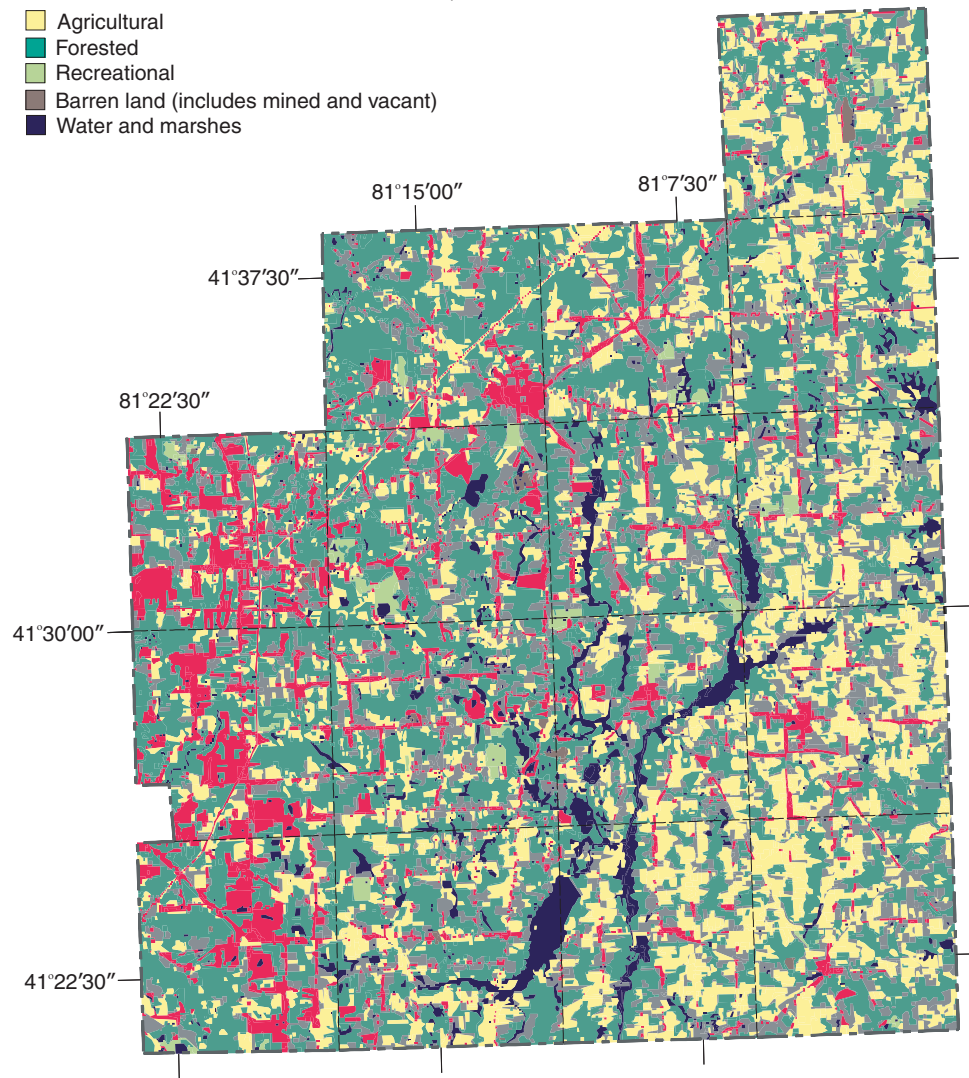 Agricultural
Forested
Recreational
Barren land (includes mined and vacant)
Water and marshes
81°15′00″
81°7′30″
41°37′30″
81°22′30″
41°30′00″
41°22′30″